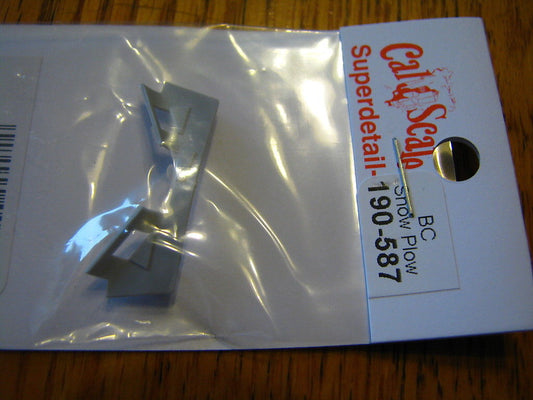 Cal Scale
Superdetail-
BC
Snow Plow
190-587